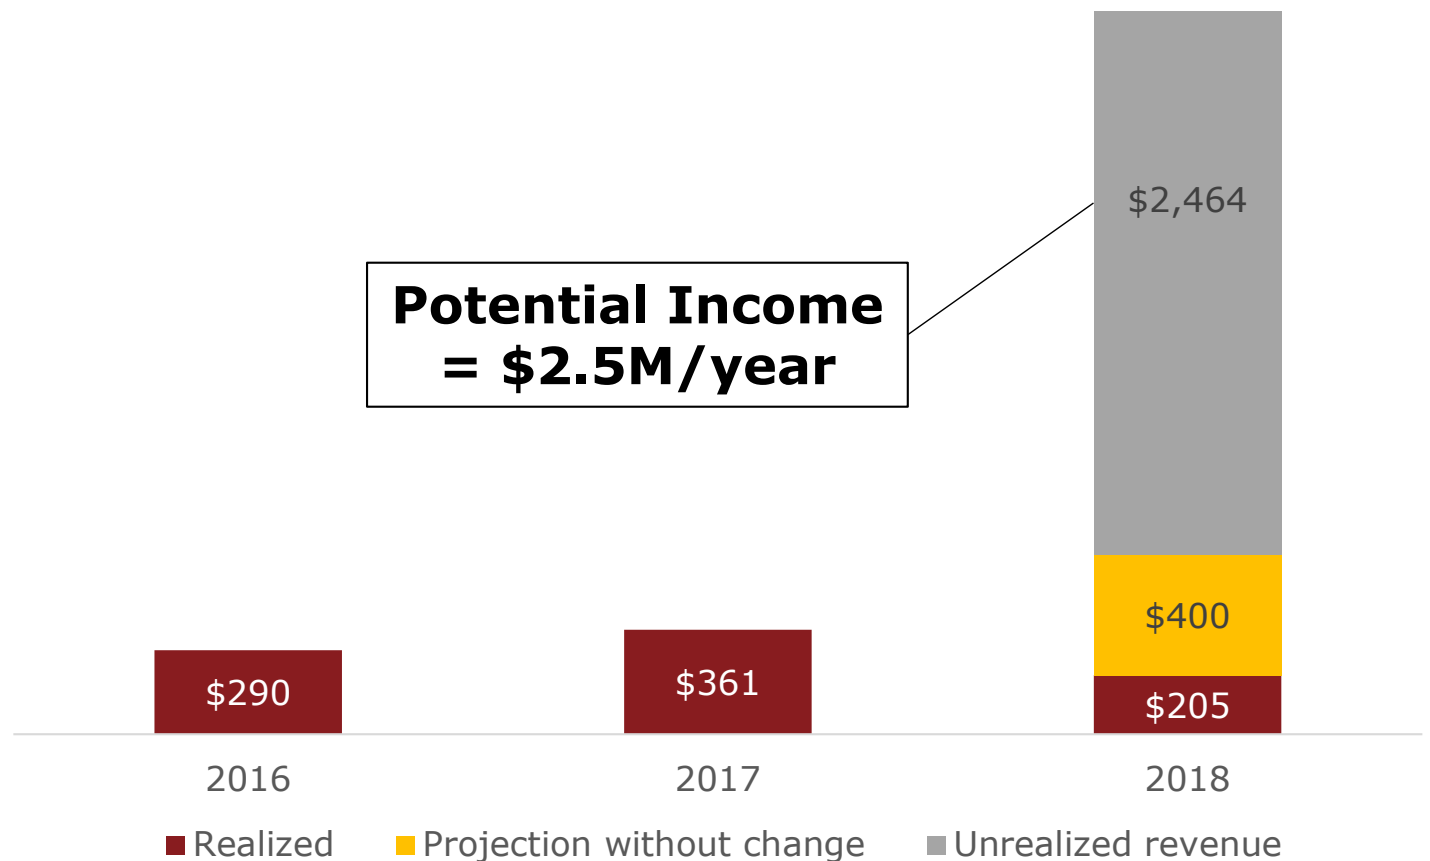 $2,464
Potential Income
= $2.5M/year
$400
$290
$361
$205
2016
2017
2018
Realized
Projection without change
Unrealized revenue